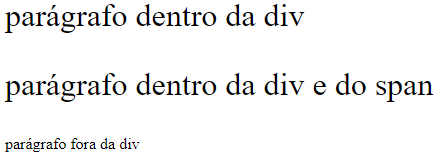 parágrafo dentro da div
parágrafo dentro da div e do span
parágrafo fora da div